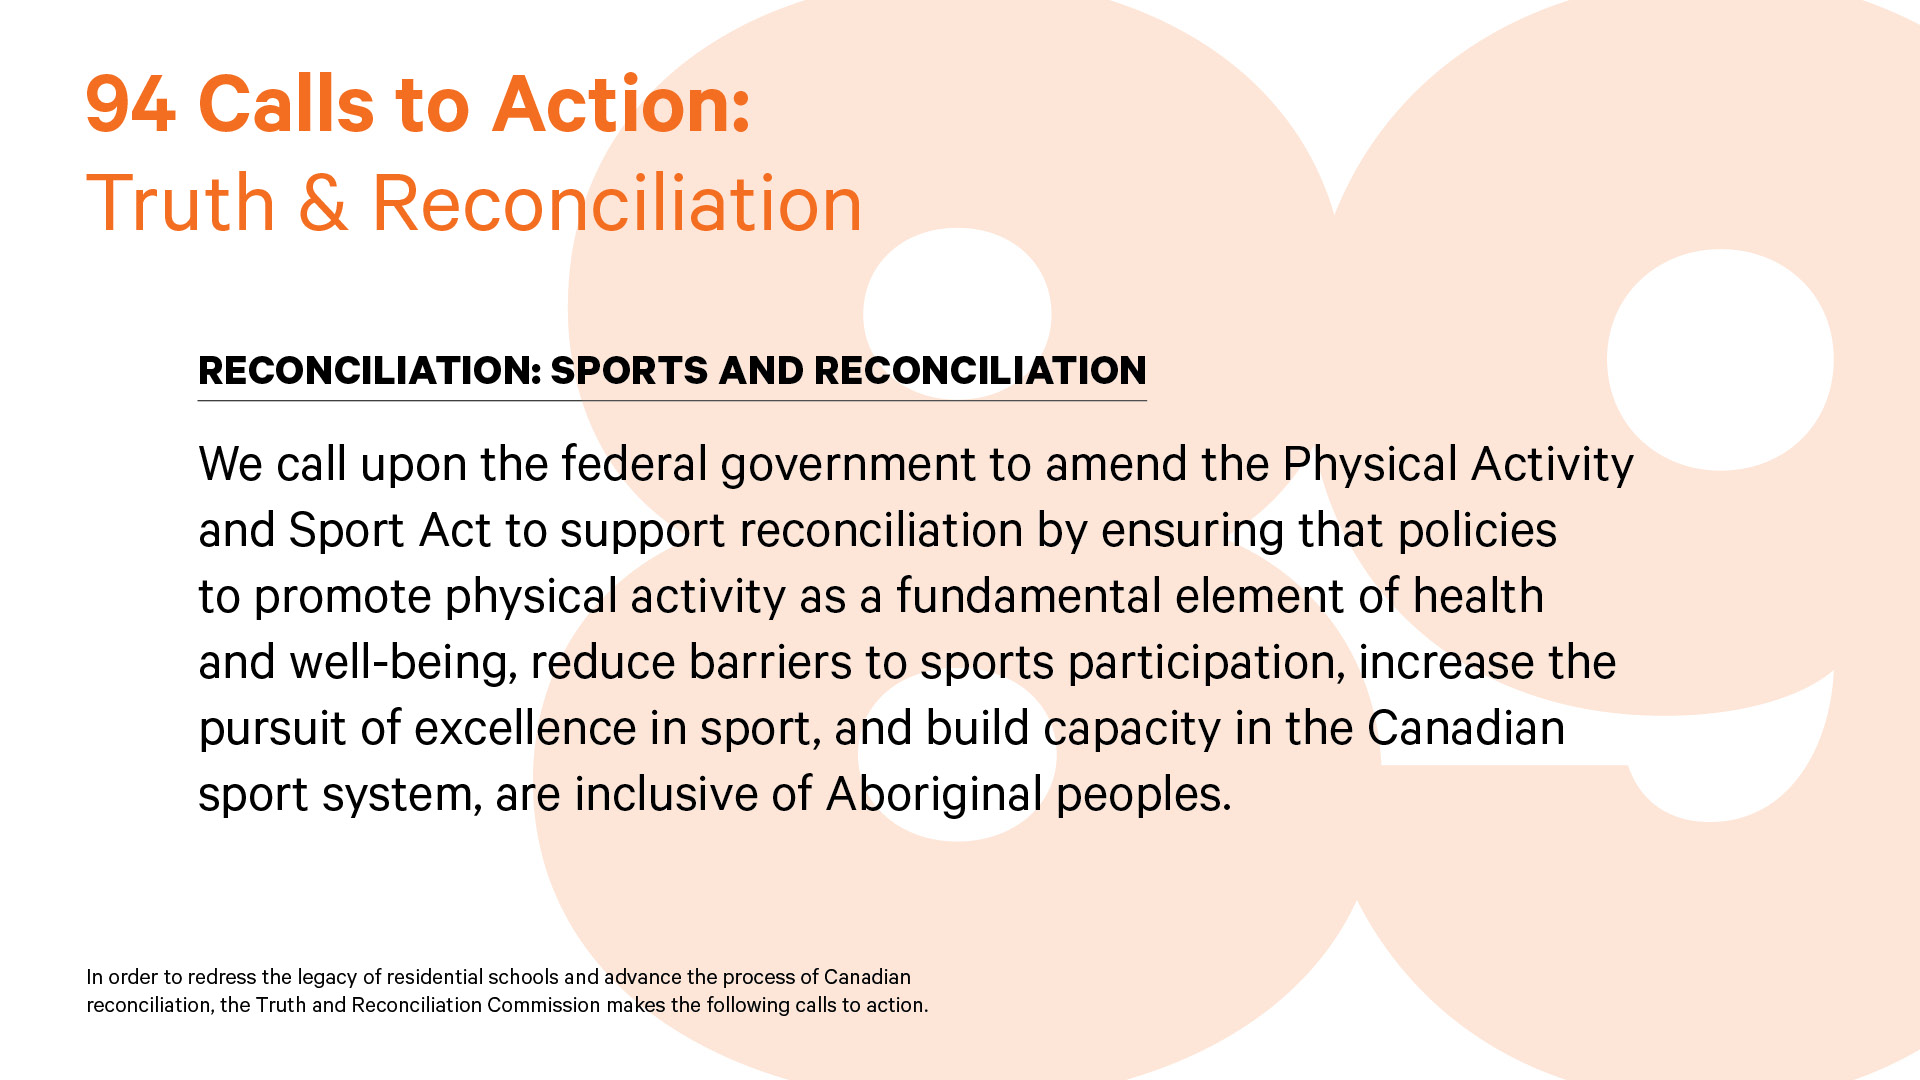 94 Calls to Action:
Truth & Reconciliation
89
RECONCILIATION: SPORTS AND RECONCILIATION
We call upon the federal government to amend the Physical Activity
and Sport Act to support reconciliation by ensuring that policies
to promote physical activity as a fundamental element of health
and well-being, reduce barriers to sports participation, increase the
pursuit of excellence in sport, and build capacity in the Canadian
sport system, are inclusive of Aboriginal peoples.
In order to redress the legacy of residential schools and advance the process of Canadian
reconciliation, the Truth and Reconciliation Commission makes the following calls to action.